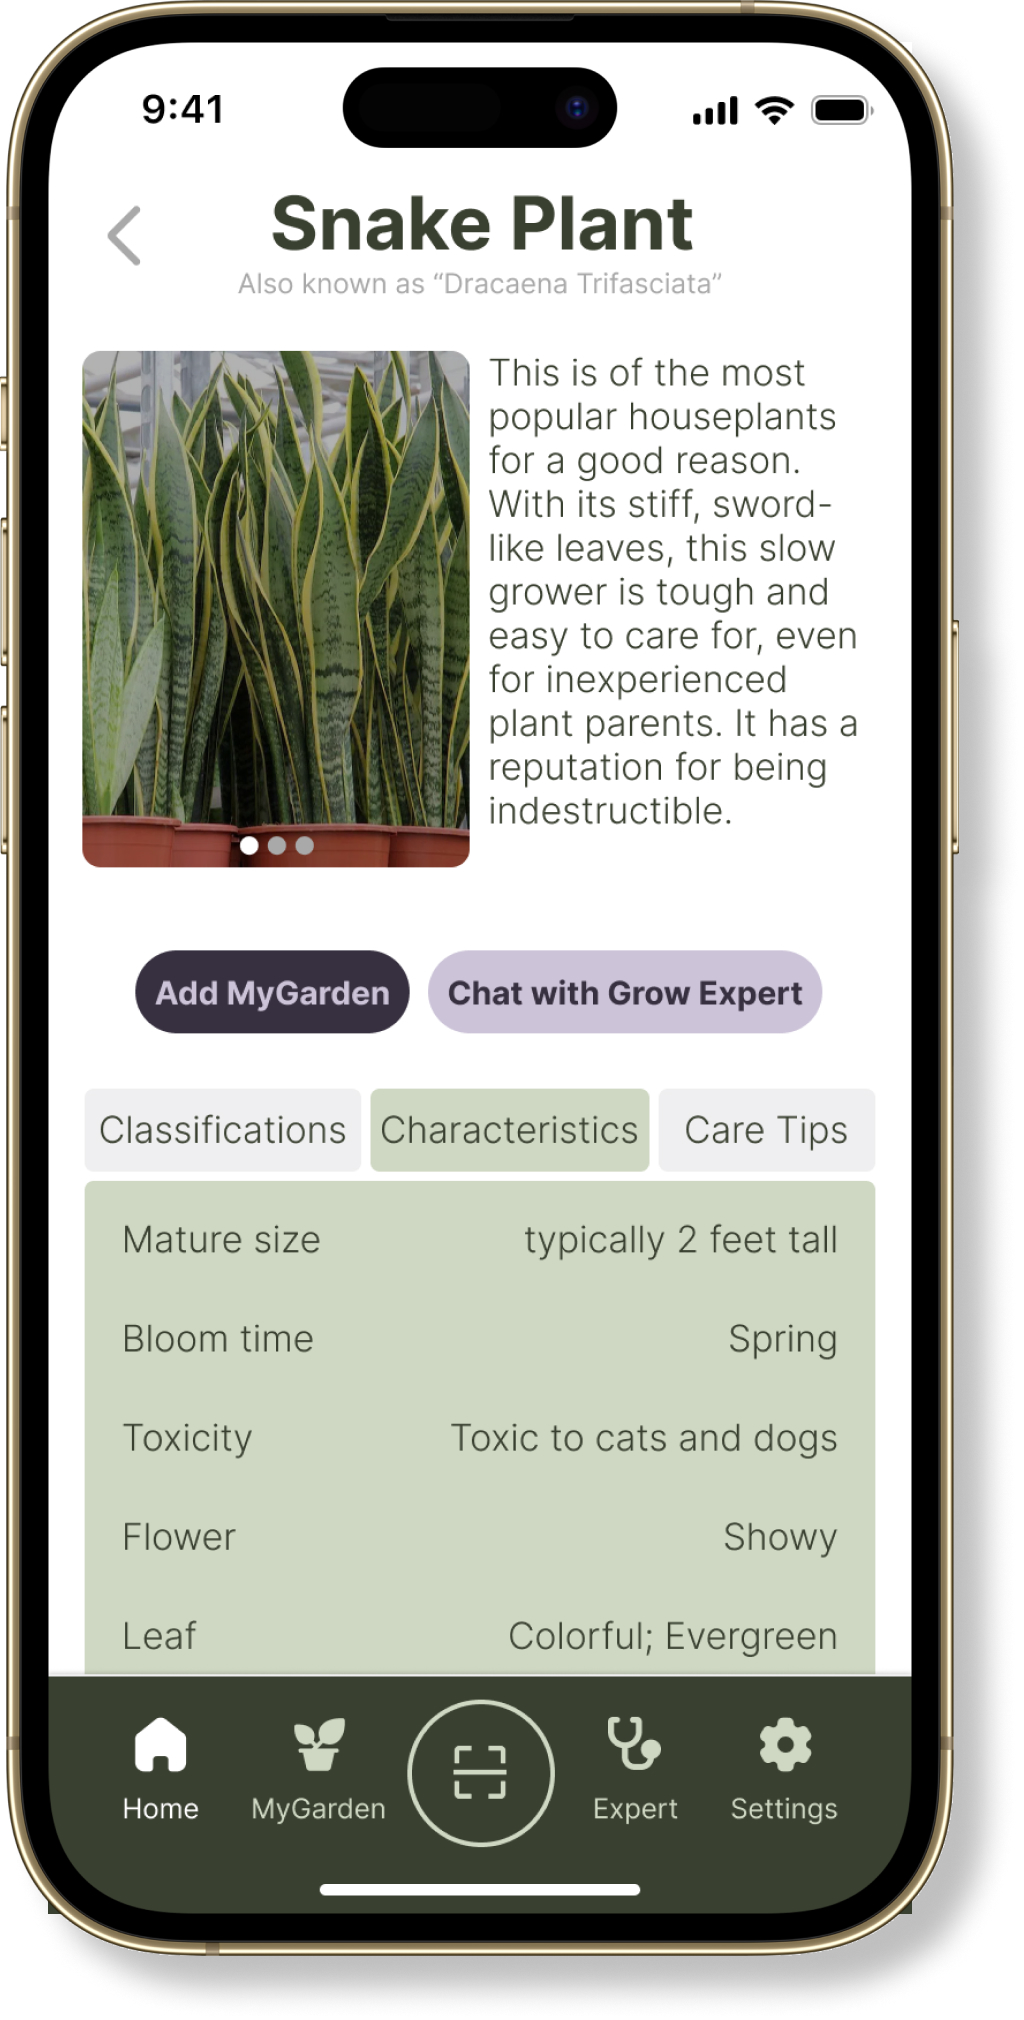 9:41
Snake Plant
Also known as “Dracaena Trifasciata”
This is of the most
popular houseplants
for a good reason.
With its stiff, sword-
like leaves, this slow
grower is tough and
easy to care for, even
for inexperienced
plant parents. It has a
reputation for being
indestructible.
Add MyGarden
Chat with Grow Expert
Classifications
Characteristics
Care Tips
Mature size typically 2 feet tall
Bloom time Spring
Toxicity Toxic to cats and dogs
Flower Showy
Leaf Colorful; Evergreen
Home
MyGarden
Expert
Settings